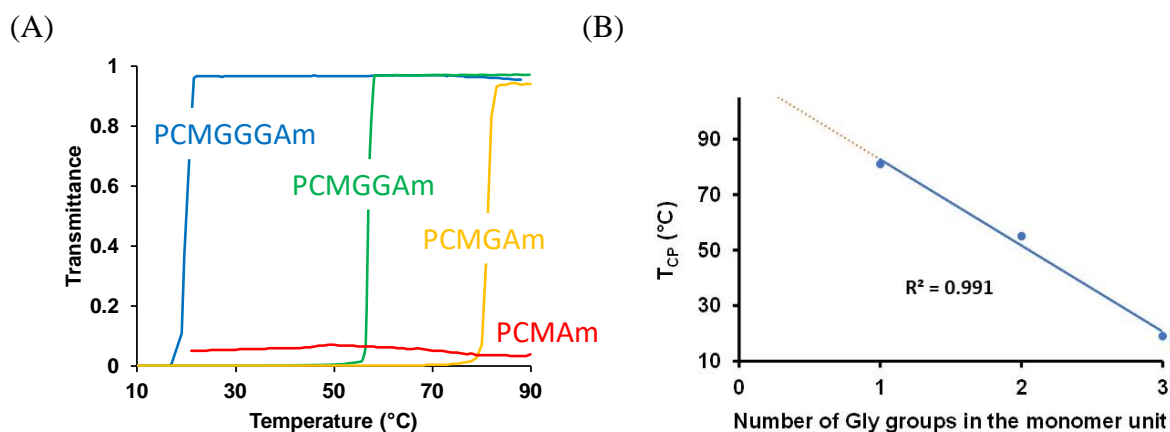 (A)
(B)
Transmittance
1
0.8
0.6
0.4
0.2
0
10
30
50
70
90
Temperature (°C)
PCMGGGAm
PCMGGAm
PCMGAm
PCMAm
T_CP (°C)
90
70
50
30
10
0
1
2
3
R² = 0.991
Number of Gly groups in the monomer unit